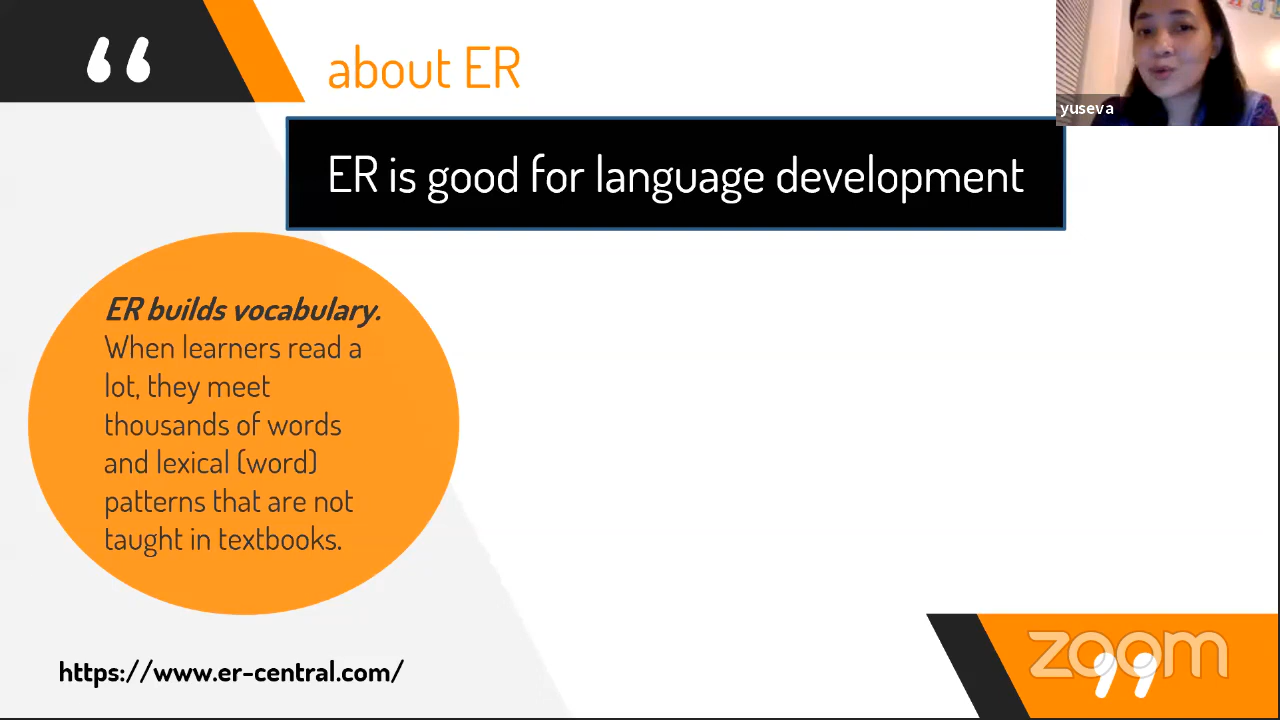 “
about ER
yuseva
ER is good for language development
ER builds vocabulary.
When learners read a
lot, they meet
thousands of words
and lexical (word)
patterns that are not
taught in textbooks.
https://www.er-central.com/
zoom
”